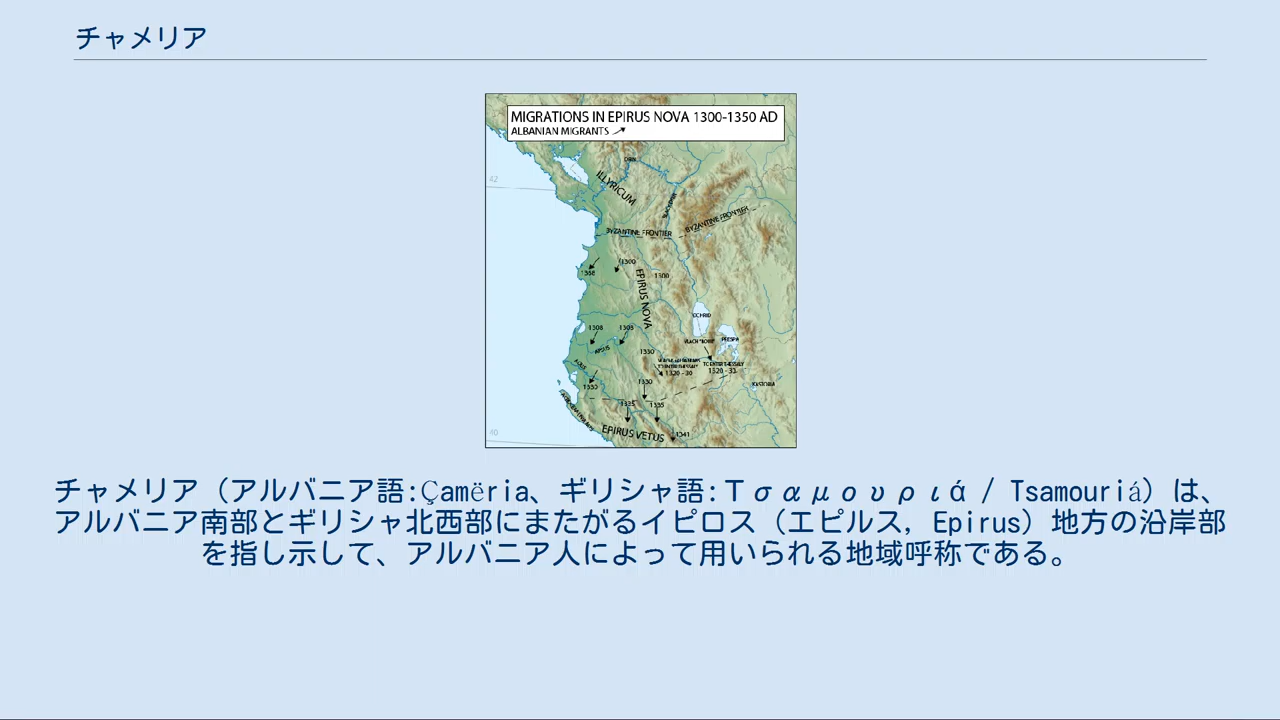 チャメリア
MIGRATIONS IN EPIRUS NOVA 1300-1350 AD
ALBANIAN MIGRANTS
42
ILLYRICUM
BYZANTINE FRONTIER
BYZANTINE FRONTIER
1300
1300
EPIRUS NOVA
OCHRID
PRESPA
1308
1330
1320 - 30
1320 - 30
KASTORIA
1330
1335
1335
EPIRUS VETUS
1341
40
チャメリア（アルバニア語:Çamëria、ギリシャ語:Τσαμουριά / Tsamouriá）は、
アルバニア南部とギリシャ北西部にまたがるイピロス（エピルス, Epirus）地方の沿岸部
を指し示して、アルバニア人によって用いられる地域呼称である。